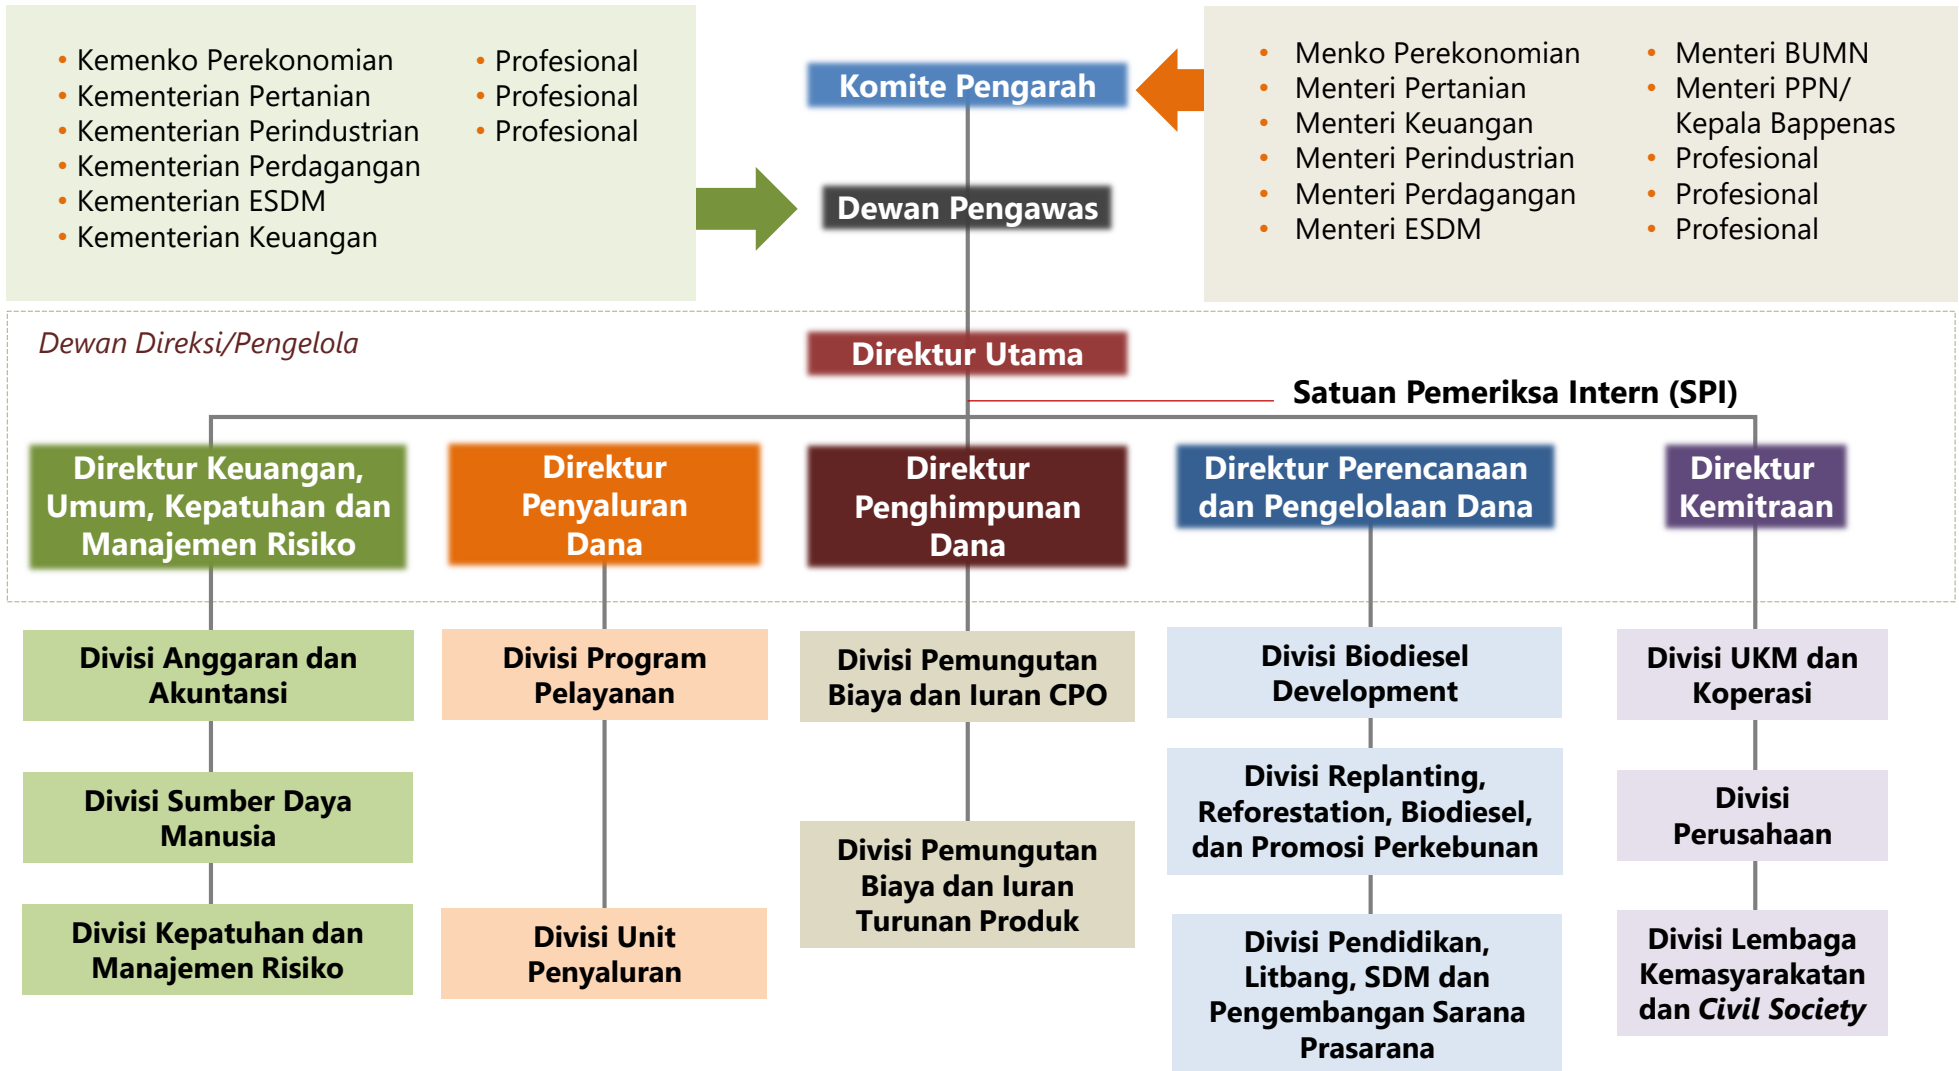 • Kemenko Perekonomian
• Kementerian Pertanian
• Kementerian Perindustrian
• Kementerian Perdagangan
• Kementerian ESDM
• Kementerian Keuangan
• Profesional
• Profesional
• Profesional
Komite Pengarah
Dewan Pengawas
• Menko Perekonomian
• Menteri Pertanian
• Menteri Keuangan
• Menteri Perindustrian
• Menteri Perdagangan
• Menteri ESDM
• Menteri BUMN
• Menteri PPN/
Kepala Bappenas
• Profesional
• Profesional
• Profesional
Dewan Direksi/Pengelola
Direktur Utama
Satuan Pemeriksa Intern (SPI)
Direktur Keuangan,
Umum, Kepatuhan dan
Manajemen Risiko
Direktur
Penyaluran
Dana
Direktur
Penghimpunan
Dana
Direktur Perencanaan
dan Pengelolaan Dana
Direktur
Kemitraan
Divisi Anggaran dan
Akuntansi
Divisi Sumber Daya
Manusia
Divisi Kepatuhan dan
Manajemen Risiko
Divisi Program
Pelayanan
Divisi Unit
Penyaluran
Divisi Pemungutan
Biaya dan Iuran CPO
Divisi Pemungutan
Biaya dan Iuran
Turunan Produk
Divisi Biodiesel
Development
Divisi Replanting,
Reforestation, Biodiesel,
dan Promosi Perkebunan
Divisi Pendidikan,
Litbang, SDM dan
Pengembangan Sarana
Prasarana
Divisi UKM dan
Koperasi
Divisi
Perusahaan
Divisi Lembaga
Kemasyarakatan
dan Civil Society